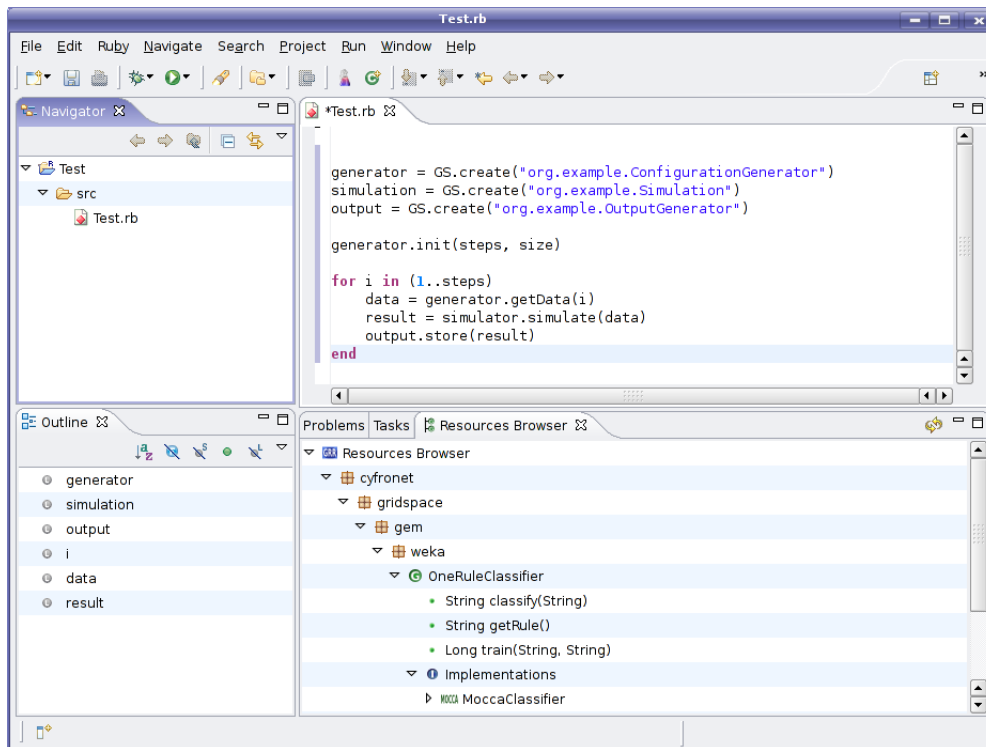 Test.rb
File Edit Ruby Navigate Search Project Run Window Help
Navigator
Test
src
Test.rb
*Test.rb
generator = GS.create("org.example.ConfigurationGenerator")
simulation = GS.create("org.example.Simulation")
output = GS.create("org.example.OutputGenerator")
generator.init(steps, size)
for i in (1..steps)
data = generator.getData(i)
result = simulator.simulate(data)
output.store(result)
end
Outline
generator
simulation
output
i
data
result
Problems Tasks Resources Browser
Resources Browser
cyfronet
gridspace
gem
weka
OneRuleClassifier
String classify(String)
String getRule()
Long train(String, String)
Implementations
MOCCA MoccaClassifier